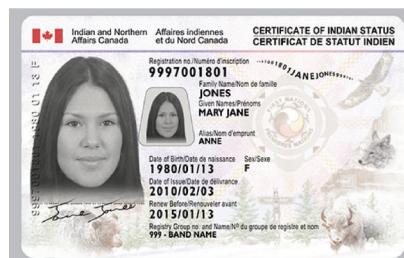 Indian and Northern Affaires indiennes
Affairs Canada et du Nord Canada
CERTIFICATE OF INDIAN STATUS
CERTIFICAT DE STATUT INDIEN
Registration no./Numéro d'inscription
9997001801
Family Name/Nom de famille
JONES
Given Names/Prénoms
MARY JANE
Alias/Nom d'emprunt
ANNE
Date of Birth/Date de naissance Sex/Sexe
1980/01/13 F
Date of Issue/Date de délivrance
2010/02/03
Renew Before/Renouveler avant
2015/01/13
Registry Group no. and Name/Nº du groupe de registre et nom
999 - BAND NAME
Jane Jones